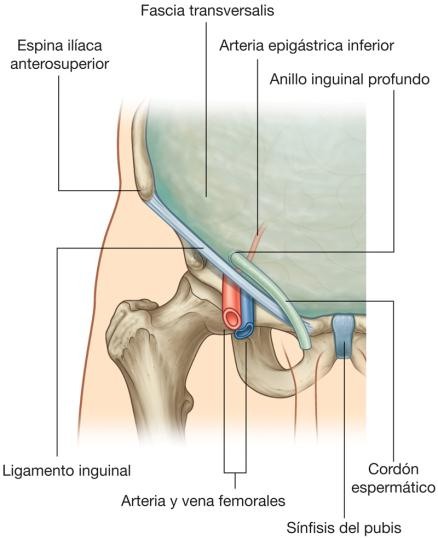 Fascia transversalis
Espina ilíaca
anterosuperior
Arteria epigástrica inferior
Anillo inguinal profundo
Ligamento inguinal
Arteria y vena femorales
Cordón
espermático
Sínfisis del pubis